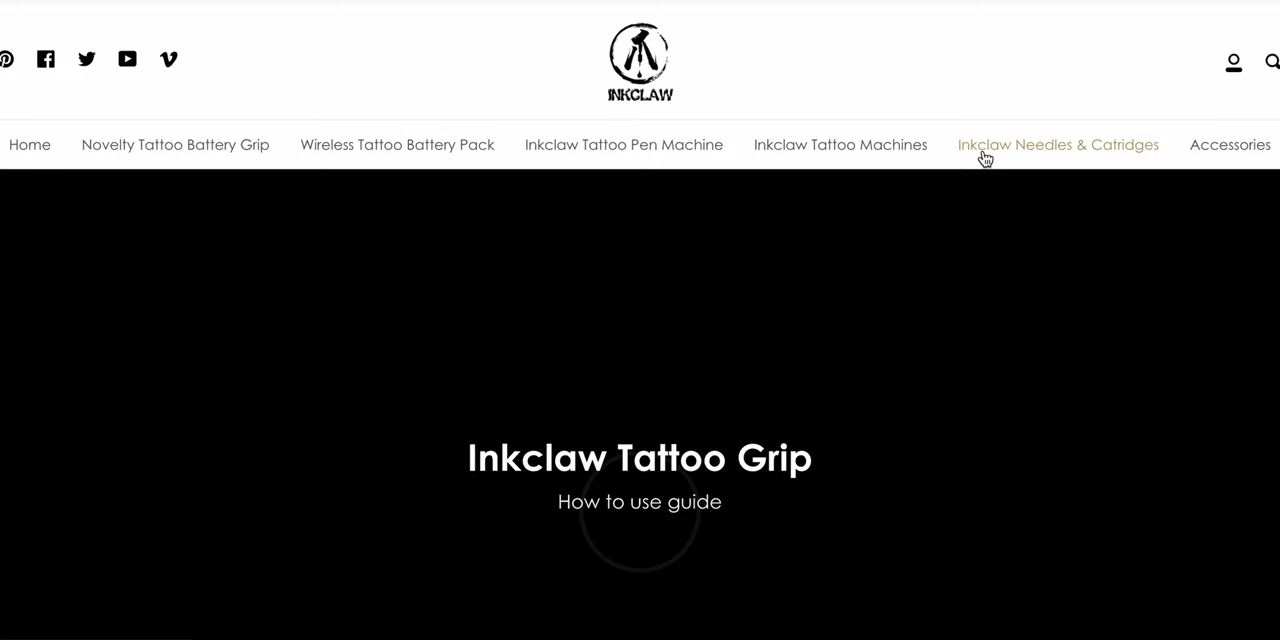 INKCLAW
Home Novelty Tattoo Battery Grip Wireless Tattoo Battery Pack Inkclaw Tattoo Pen Machine Inkclaw Tattoo Machines Inkclaw Needles & Catridges Accessories
Inkclaw Tattoo Grip
How to use guide